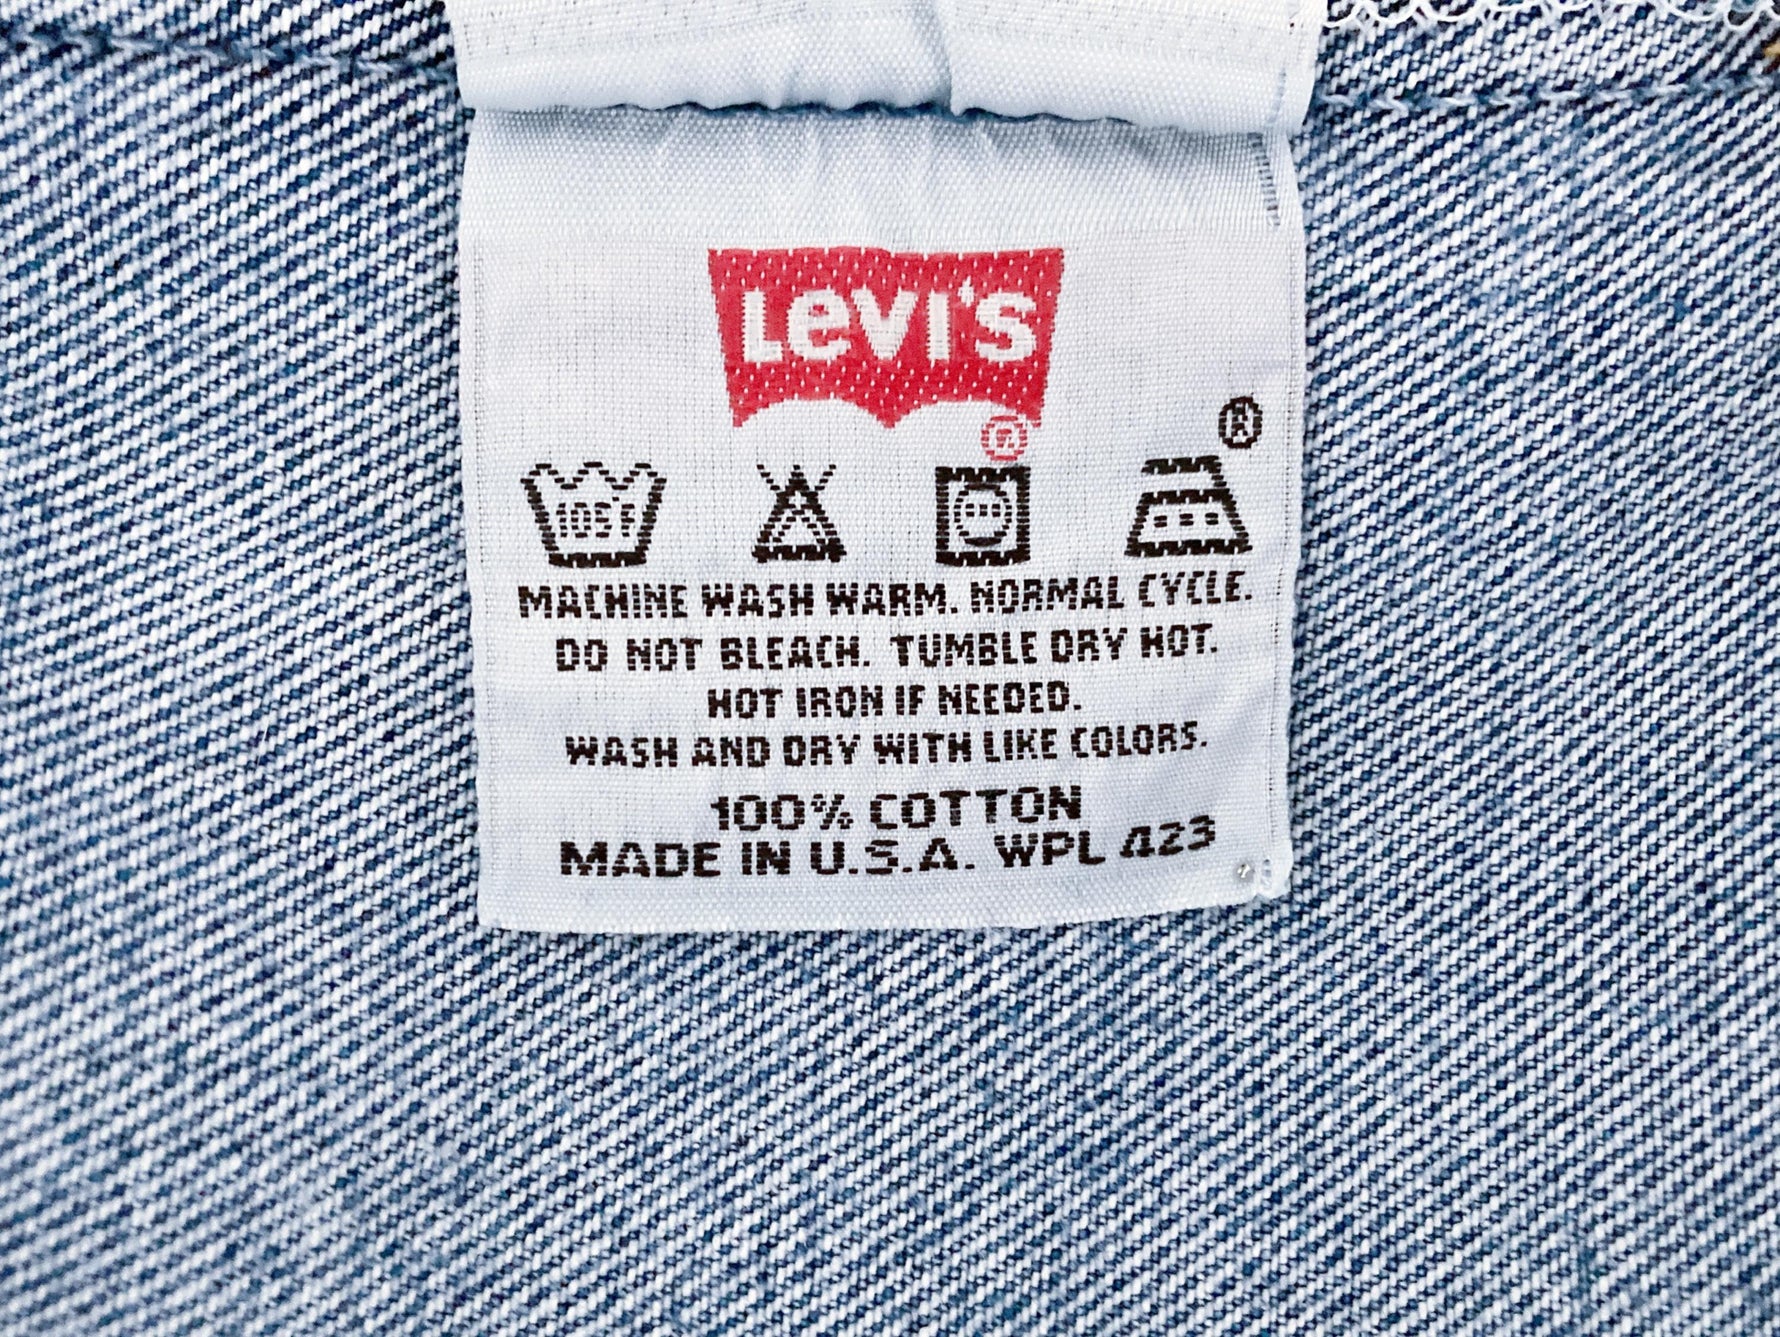 Levi's
®
®
105°F
MACHINE WASH WARM. NORMAL CYCLE.
DO NOT BLEACH. TUMBLE DRY HOT.
HOT IRON IF NEEDED.
WASH AND DRY WITH LIKE COLORS.
100% COTTON
MADE IN U.S.A. WPL 423